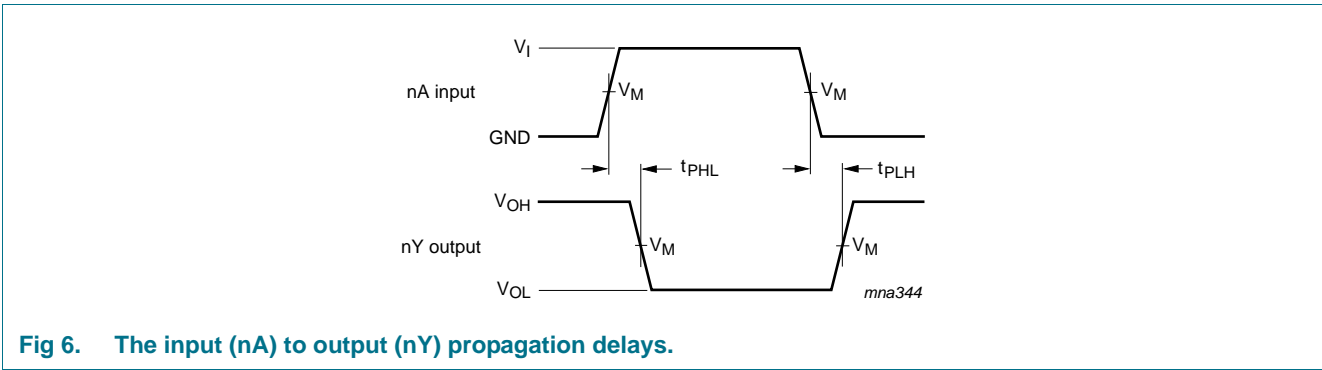 VI
nA input
VM
VM
GND
tPHL
tPLH
VOH
nY output
VM
VM
VOL
mna344
Fig 6. The input (nA) to output (nY) propagation delays.